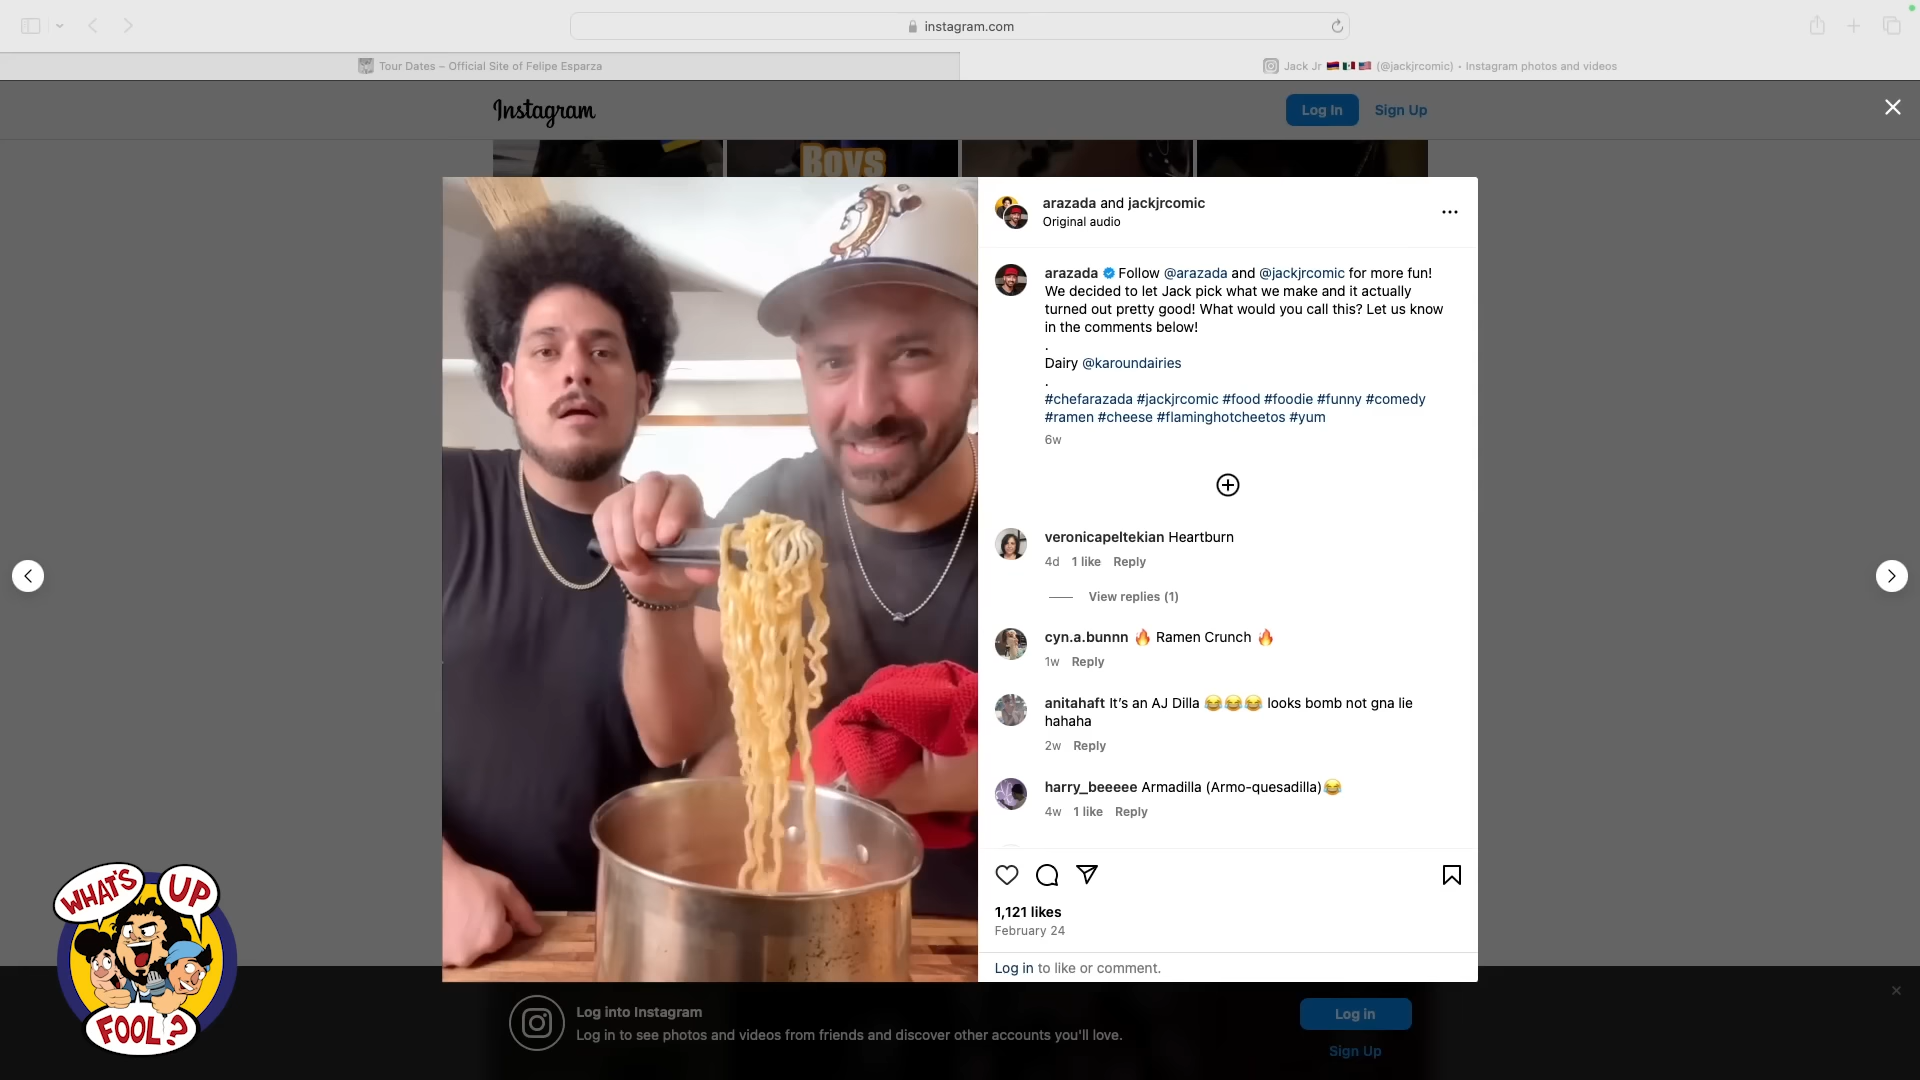 instagram.com
Tour Dates – Official Site of Felipe Esparza
Jack Jr 🇦🇲🇲🇽🇺🇸 (@jackjrcomic) • Instagram photos and videos
Instagram
Log In
Sign Up
Boys
arazada and jackjrcomic
Original audio
arazada Follow @arazada and @jackjrcomic for more fun!
We decided to let Jack pick what we make and it actually
turned out pretty good! What would you call this? Let us know
in the comments below!
.
Dairy @karoundairies
.
#chefarazada #jackjrcomic #food #foodie #funny #comedy
#ramen #cheese #flaminghotcheetos #yum
6w
veronicapeltekian Heartburn
4d 1 like Reply
View replies (1)
cyn.a.bunnn 🔥 Ramen Crunch 🔥
1w Reply
anitahaft It’s an AJ Dilla 😂😂😂 looks bomb not gna lie
hahaha
2w Reply
harry_beeeee Armadilla (Armo-quesadilla)😂
4w 1 like Reply
1,121 likes
February 24
Log in to like or comment.
WHAT'S UP
FOOL?
Log into Instagram
Log in to see photos and videos from friends and discover other accounts you'll love.
Log in
Sign Up